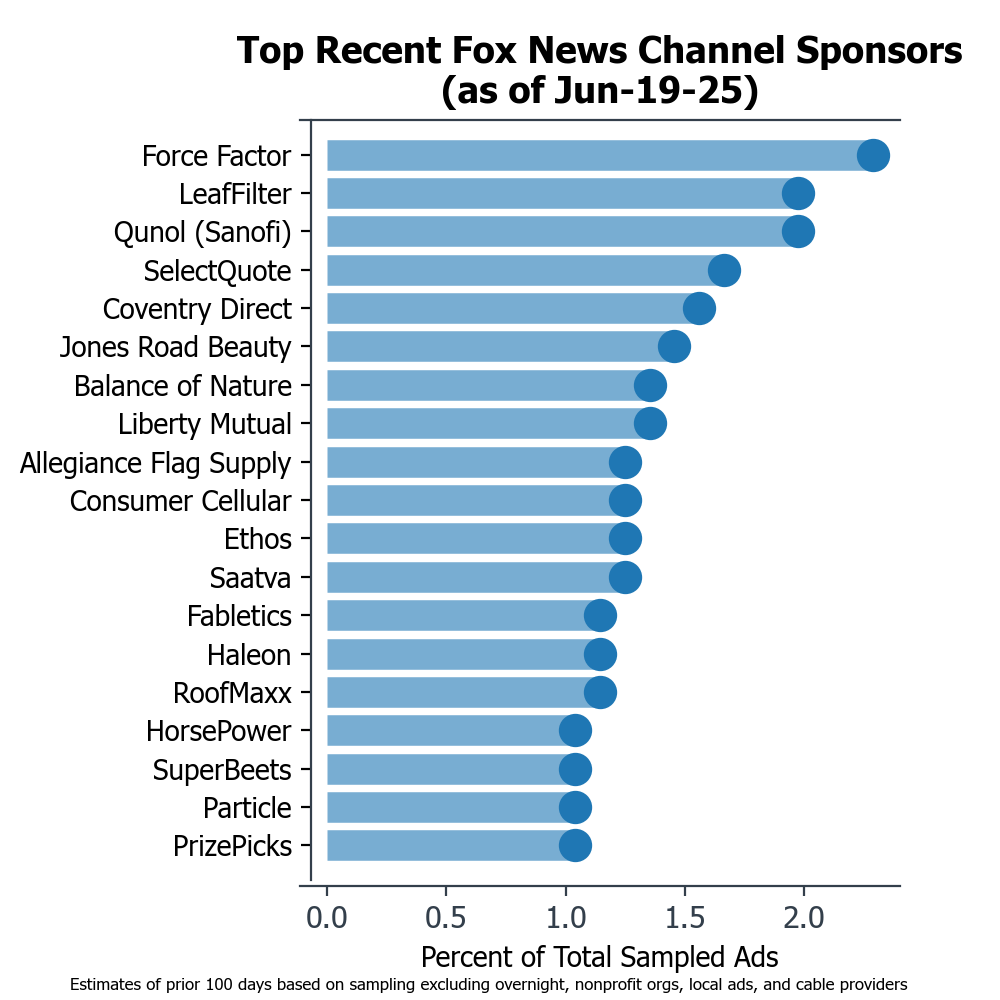 Top Recent Fox News Channel Sponsors
(as of Jun-19-25)
Force Factor
LeafFilter
Qunol (Sanofi)
SelectQuote
Coventry Direct
Jones Road Beauty
Balance of Nature
Liberty Mutual
Allegiance Flag Supply
Consumer Cellular
Ethos
Saatva
Fabletics
Haleon
RoofMaxx
HorsePower
SuperBeets
Particle
PrizePicks
0.0 0.5 1.0 1.5 2.0
Percent of Total Sampled Ads
Estimates of prior 100 days based on sampling excluding overnight, nonprofit orgs, local ads, and cable providers